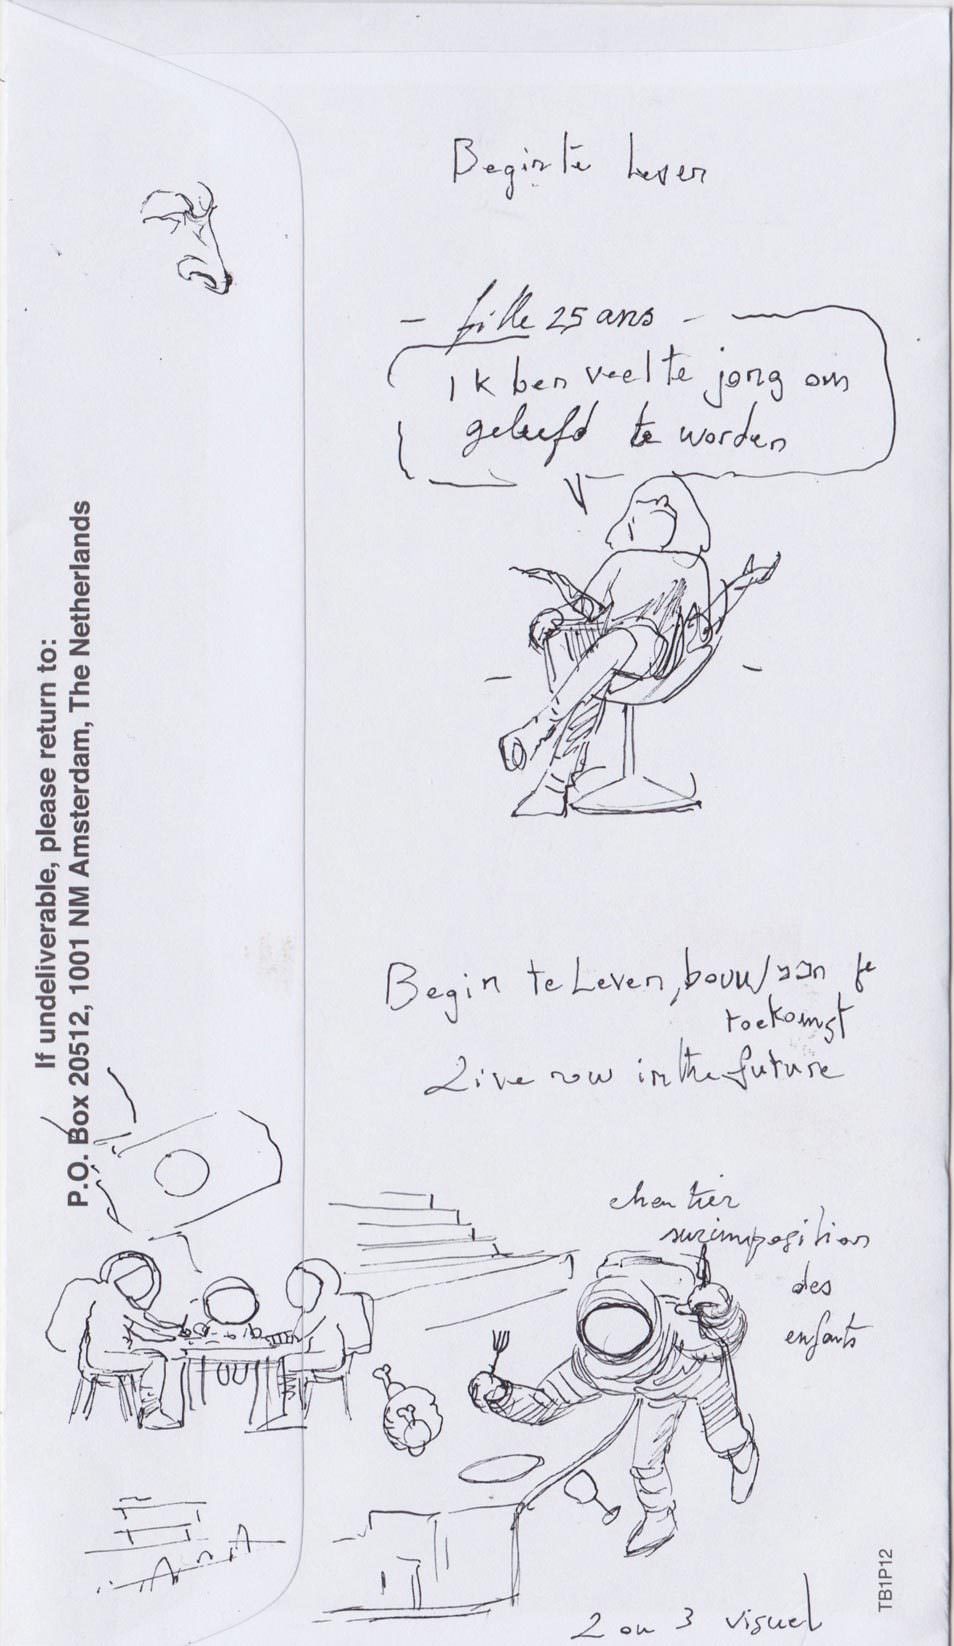 Begin te Leven
- fille 25 ans -
Ik ben veel te jong om
geleefd te worden
If undeliverable, please return to:
P.O. Box 20512, 1001 NM Amsterdam, The Netherlands
Begin te Leven, bouw aan je
toekomst
Live now in the future
chantier
surimposition
des
enfants
2 ou 3 visuel
TB1P12